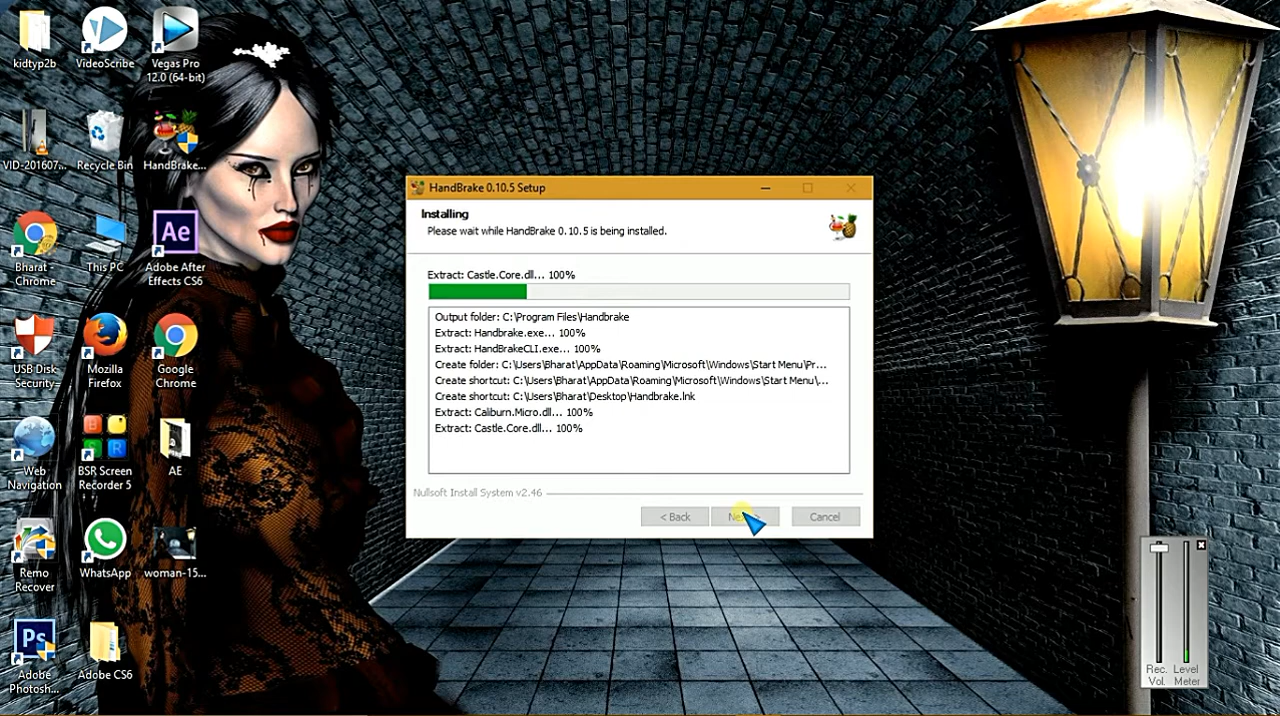 kidtyp2b
VideoScribe
Vegas Pro
12.0 (64-bit)
VID-201607...
Recycle Bin
HandBrake...
Bharat -
Chrome
This PC
Ae
Adobe After
Effects CS6
USB Disk
Security
Mozilla
Firefox
Google
Chrome
Web
Navigation
B
S
C
R
BSR Screen
Recorder 5
AE
Remo
Recover
WhatsApp
woman-15...
Ps
Adobe
Photosh...
Adobe CS6
HandBrake 0.10.5 Setup
Installing
Please wait while HandBrake 0.10.5 is being installed.
Extract: Castle.Core.dll... 100%
Output folder: C:\Program Files\Handbrake
Extract: Handbrake.exe... 100%
Extract: HandBrakeCLI.exe... 100%
Create folder: C:\Users\Bharat\AppData\Roaming\Microsoft\Windows\Start Menu\Pr...
Create shortcut: C:\Users\Bharat\AppData\Roaming\Microsoft\Windows\Start Menu\...
Create shortcut: C:\Users\Bharat\Desktop\Handbrake.lnk
Extract: Caliburn.Micro.dll... 100%
Extract: Castle.Core.dll... 100%
Nullsoft Install System v2.46
< Back
Cancel
Rec. Level
Vol. Meter